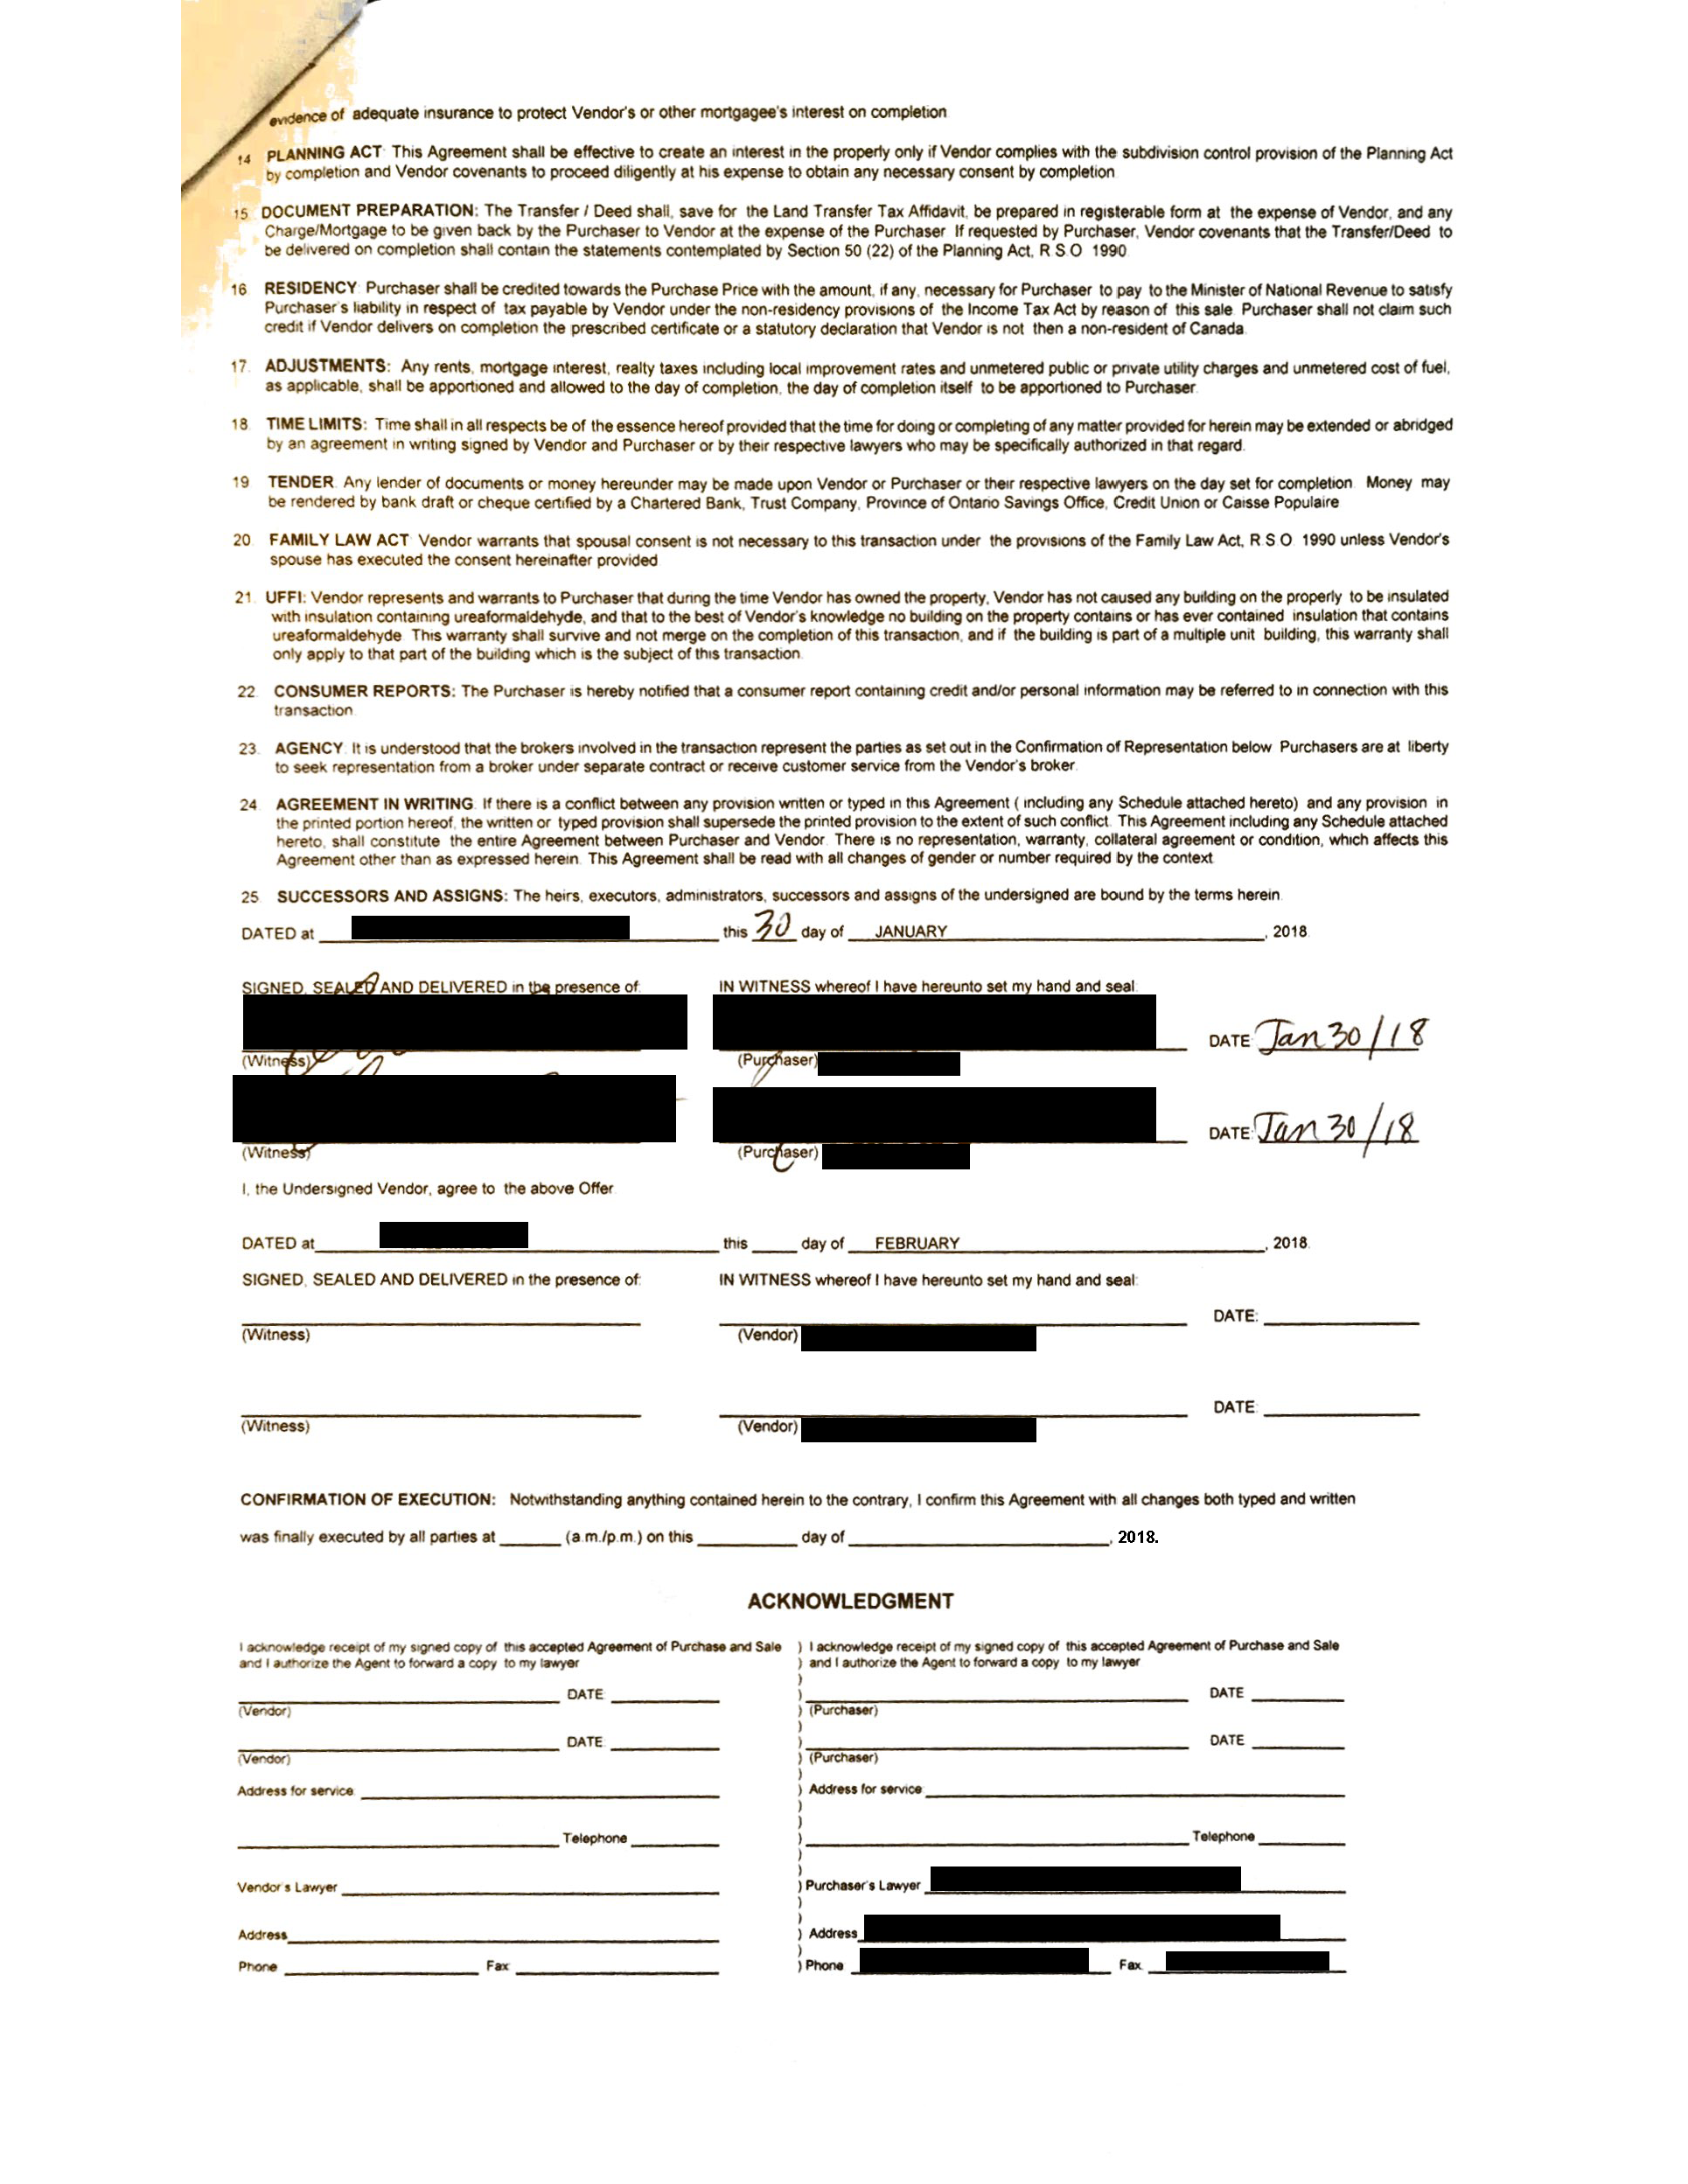 evidence of adequate insurance to protect Vendor's or other mortgagee's interest on completion
14 PLANNING ACT: This Agreement shall be effective to create an interest in the properly only if Vendor complies with the subdivision control provision of the Planning Act
by completion and Vendor covenants to proceed diligently at his expense to obtain any necessary consent by completion
15 DOCUMENT PREPARATION: The Transfer / Deed shall, save for the Land Transfer Tax Affidavit, be prepared in registerable form at the expense of Vendor, and any
Charge/Mortgage to be given back by the Purchaser to Vendor at the expense of the Purchaser If requested by Purchaser, Vendor covenants that the Transfer/Deed to
be delivered on completion shall contain the statements contemplated by Section 50 (22) of the Planning Act, R S.O 1990
16 RESIDENCY: Purchaser shall be credited towards the Purchase Price with the amount, if any, necessary for Purchaser to pay to the Minister of National Revenue to satisfy
Purchaser's liability in respect of tax payable by Vendor under the non-residency provisions of the Income Tax Act by reason of this sale. Purchaser shall not claim such
credit if Vendor delivers on completion the prescribed certificate or a statutory declaration that Vendor is not then a non-resident of Canada.
17. ADJUSTMENTS: Any rents, mortgage interest, realty taxes including local improvement rates and unmetered public or private utility charges and unmetered cost of fuel,
as applicable, shall be apportioned and allowed to the day of completion, the day of completion itself to be apportioned to Purchaser.
18. TIME LIMITS: Time shall in all respects be of the essence hereof provided that the time for doing or completing of any matter provided for herein may be extended or abridged
by an agreement in writing signed by Vendor and Purchaser or by their respective lawyers who may be specifically authorized in that regard.
19 TENDER. Any lender of documents or money hereunder may be made upon Vendor or Purchaser or their respective lawyers on the day set for completion. Money may
be rendered by bank draft or cheque certified by a Chartered Bank, Trust Company, Province of Ontario Savings Office, Credit Union or Caisse Populaire
20. FAMILY LAW ACT: Vendor warrants that spousal consent is not necessary to this transaction under the provisions of the Family Law Act, R S O. 1990 unless Vendor's
spouse has executed the consent hereinafter provided
21. UFFI: Vendor represents and warrants to Purchaser that during the time Vendor has owned the property, Vendor has not caused any building on the properly to be insulated
with insulation containing ureaformaldehyde, and that to the best of Vendor's knowledge no building on the property contains or has ever contained insulation that contains
ureaformaldehyde This warranty shall survive and not merge on the completion of this transaction, and if the building is part of a multiple unit building, this warranty shall
only apply to that part of the building which is the subject of this transaction.
22. CONSUMER REPORTS: The Purchaser is hereby notified that a consumer report containing credit and/or personal information may be referred to in connection with this
transaction.
23. AGENCY: It is understood that the brokers involved in the transaction represent the parties as set out in the Confirmation of Representation below Purchasers are at liberty
to seek representation from a broker under separate contract or receive customer service from the Vendor's broker.
24. AGREEMENT IN WRITING. If there is a conflict between any provision written or typed in this Agreement ( including any Schedule attached hereto) and any provision in
the printed portion hereof, the written or typed provision shall supersede the printed provision to the extent of such conflict. This Agreement including any Schedule attached
hereto, shall constitute the entire Agreement between Purchaser and Vendor. There is no representation, warranty, collateral agreement or condition, which affects this
Agreement other than as expressed herein. This Agreement shall be read with all changes of gender or number required by the context
25. SUCCESSORS AND ASSIGNS: The heirs, executors, administrators, successors and assigns of the undersigned are bound by the terms herein.
DATED at this 30 day of JANUARY, 2018.
SIGNED, SEALED AND DELIVERED in the presence of: IN WITNESS whereof I have hereunto set my hand and seal:
DATE: Jan 30/18
(Witness) (Purchaser)
DATE: Jan 30/18
(Witness) (Purchaser)
I, the Undersigned Vendor, agree to the above Offer.
DATED at this day of FEBRUARY, 2018.
SIGNED, SEALED AND DELIVERED in the presence of: IN WITNESS whereof I have hereunto set my hand and seal:
DATE:
(Witness) (Vendor)
DATE:
(Witness) (Vendor)
CONFIRMATION OF EXECUTION: Notwithstanding anything contained herein to the contrary, I confirm this Agreement with all changes both typed and written
was finally executed by all parties at (a.m./p.m.) on this day of , 2018.
ACKNOWLEDGMENT
I acknowledge receipt of my signed copy of this accepted Agreement of Purchase and Sale ) I acknowledge receipt of my signed copy of this accepted Agreement of Purchase and Sale
and I authorize the Agent to forward a copy to my lawyer ) and I authorize the Agent to forward a copy to my lawyer
DATE DATE
(Vendor) ) (Purchaser)
DATE DATE
(Vendor) ) (Purchaser)
Address for service ) Address for service
Telephone Telephone
Vendor's Lawyer ) Purchaser's Lawyer
Address ) Address
Phone Fax ) Phone Fax